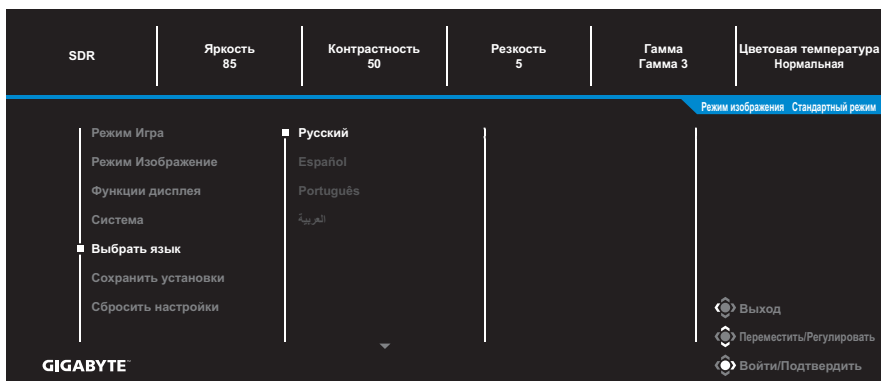 SDR
Яркость
85
Контрастность
50
Резкость
5
Гамма
Гамма 3
Цветовая температура
Нормальная
Режим изображения Стандартный режим
Режим Игра
Режим Изображение
Функции дисплея
Система
Выбрать язык
Сохранить установки
Сбросить настройки
Русский
Español
Português
العربية
Выход
Переместить/Регулировать
Войти/Подтвердить
GIGABYTE™